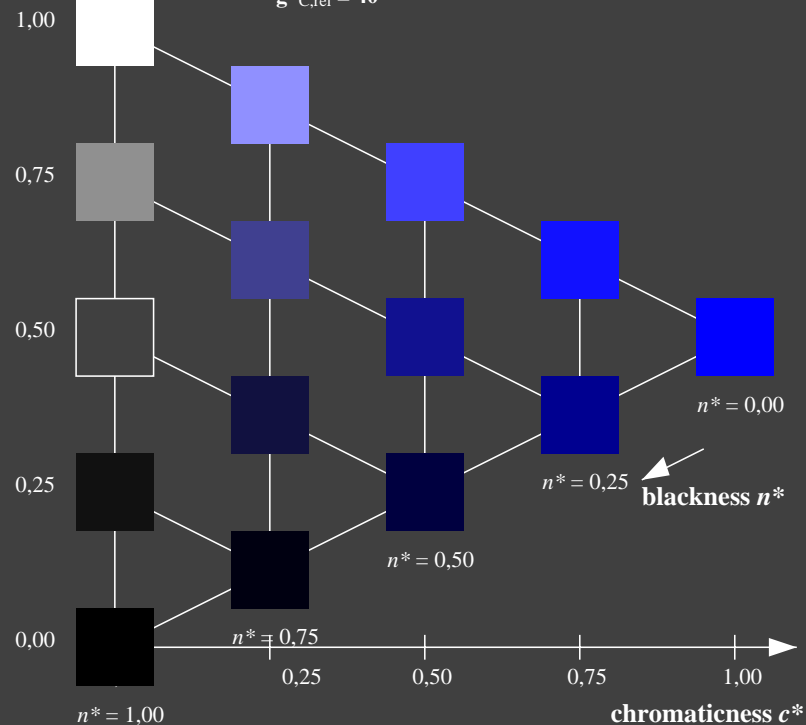 1,00
0,75
0,50
n* = 0,00
0,25
n* = 0,25
blackness n*
n* = 0,50
0,00
n* = 0,75
0,25 0,50 0,75 1,00
n* = 1,00
chromaticness c*